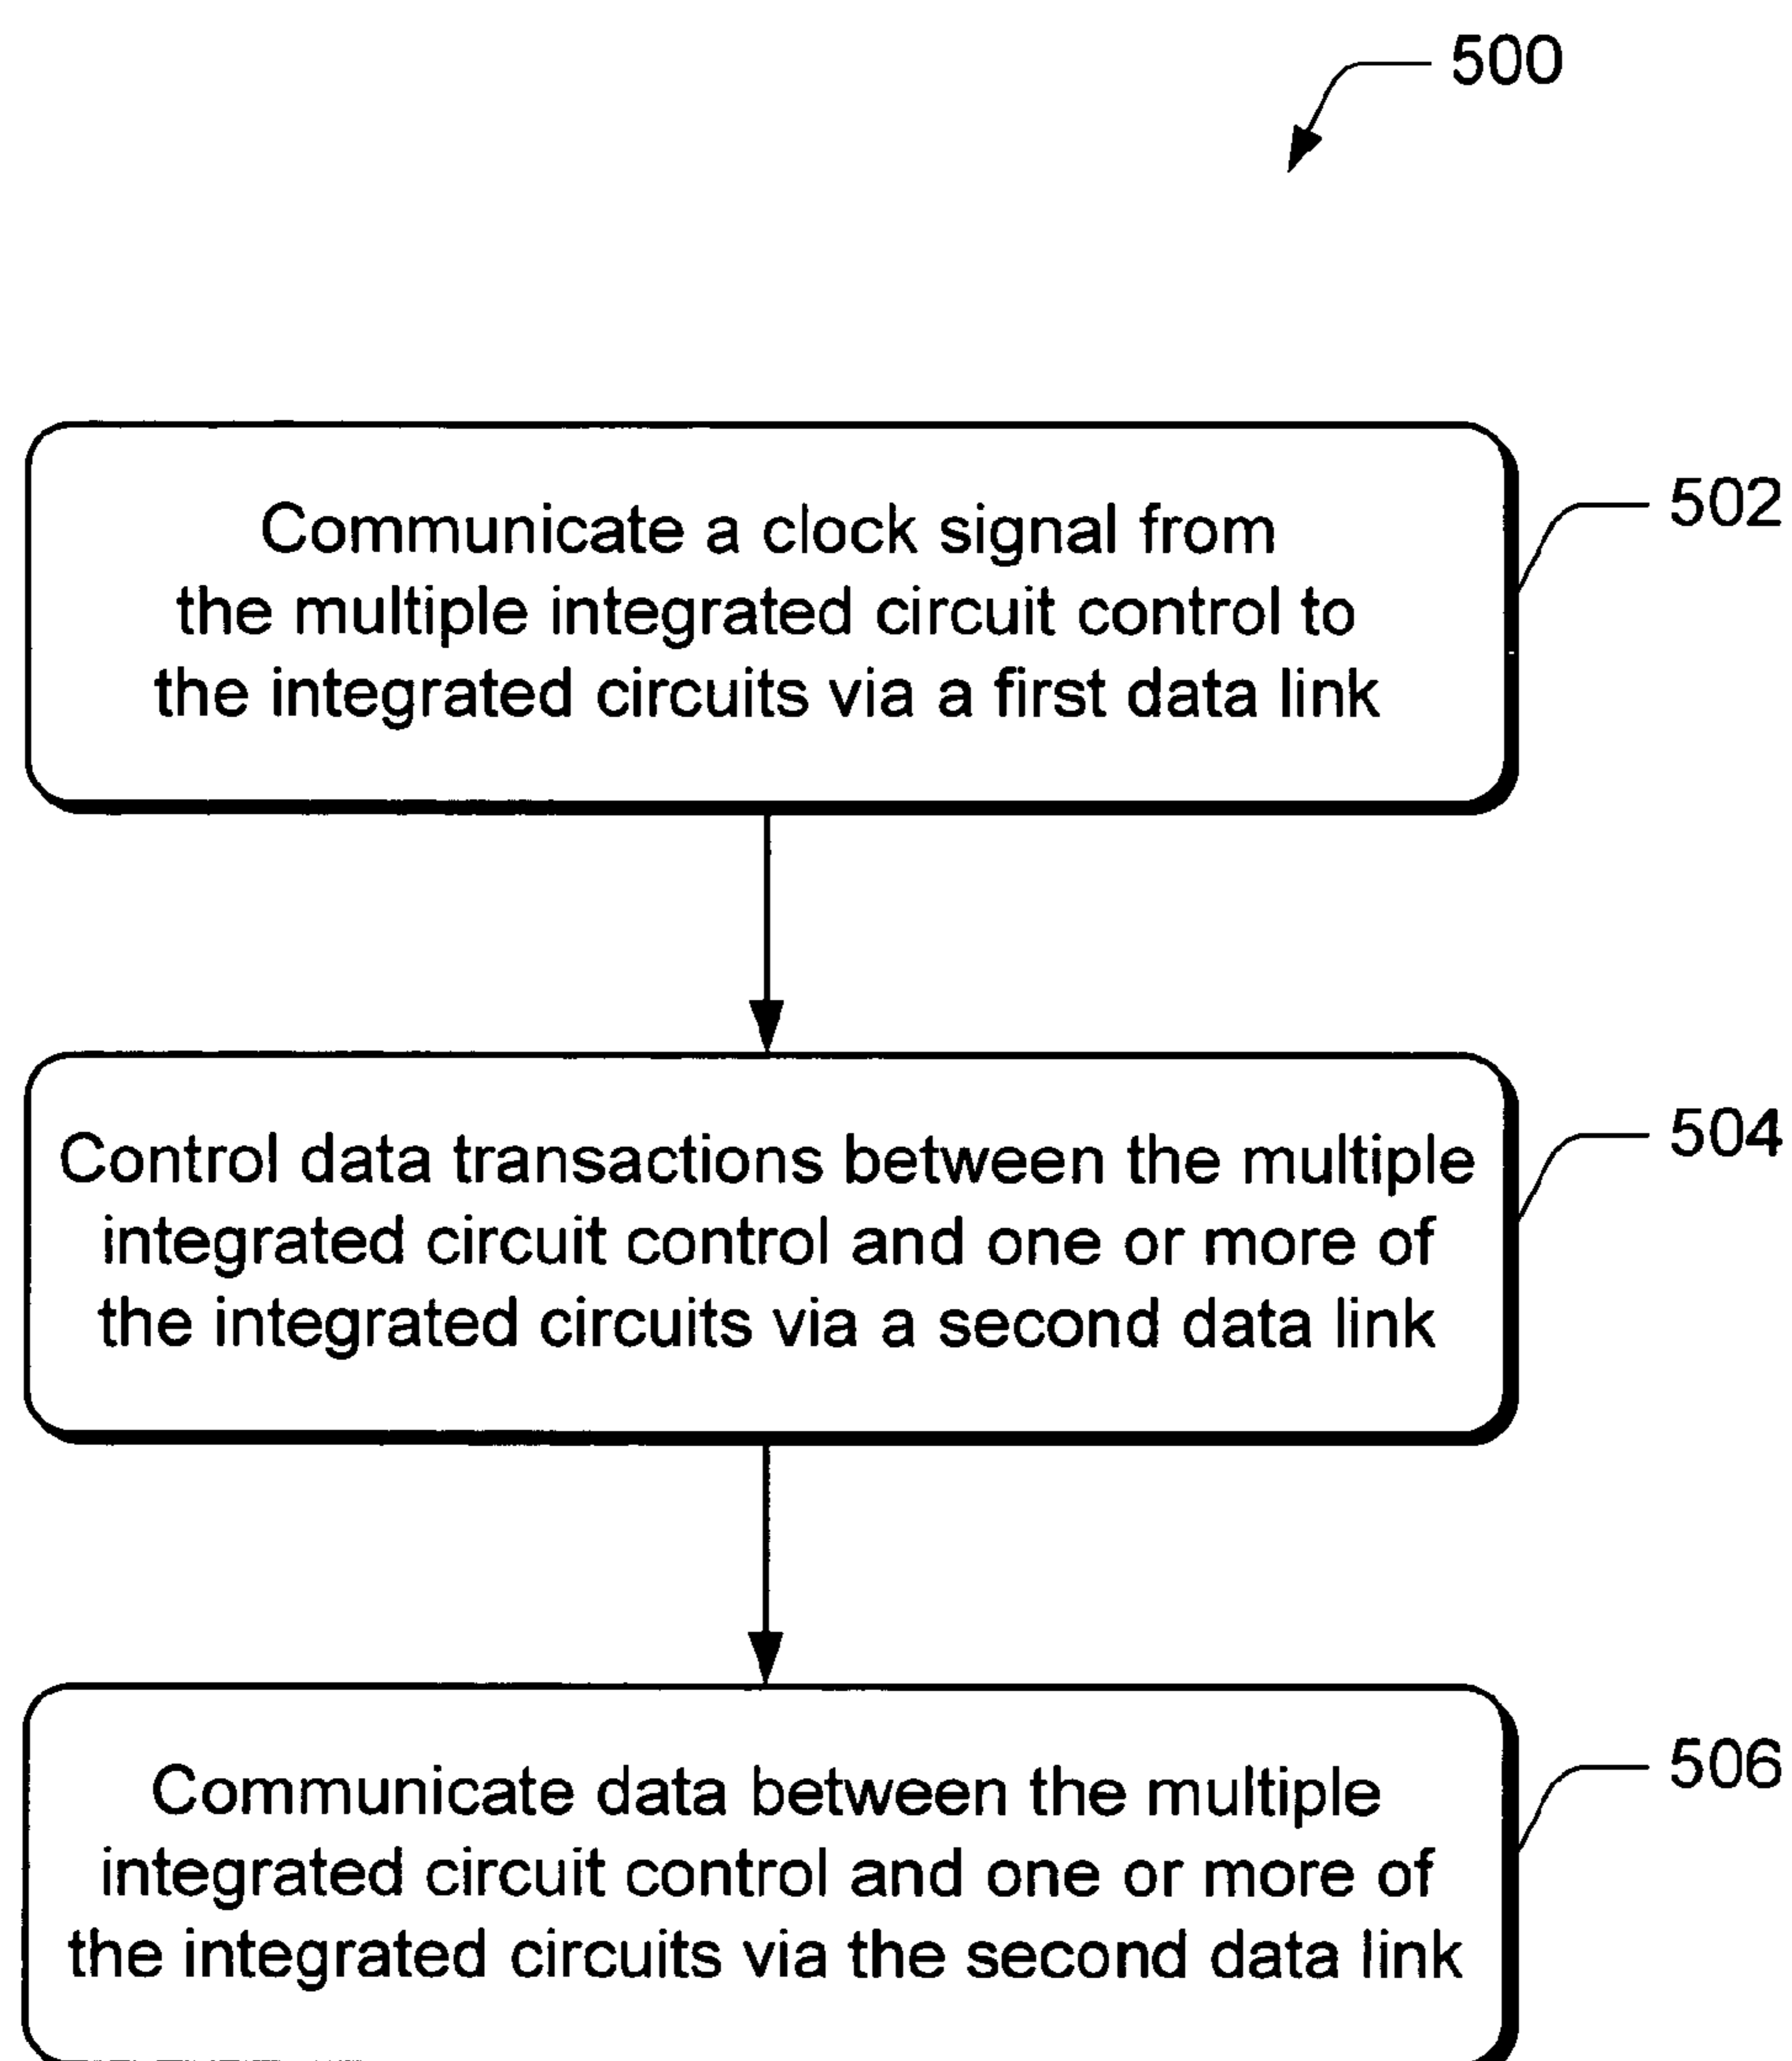 500
Communicate a clock signal from
the multiple integrated circuit control to
the integrated circuits via a first data link
502
Control data transactions between the multiple
integrated circuit control and one or more of
the integrated circuits via a second data link
504
Communicate data between the multiple
integrated circuit control and one or more of
the integrated circuits via the second data link
506